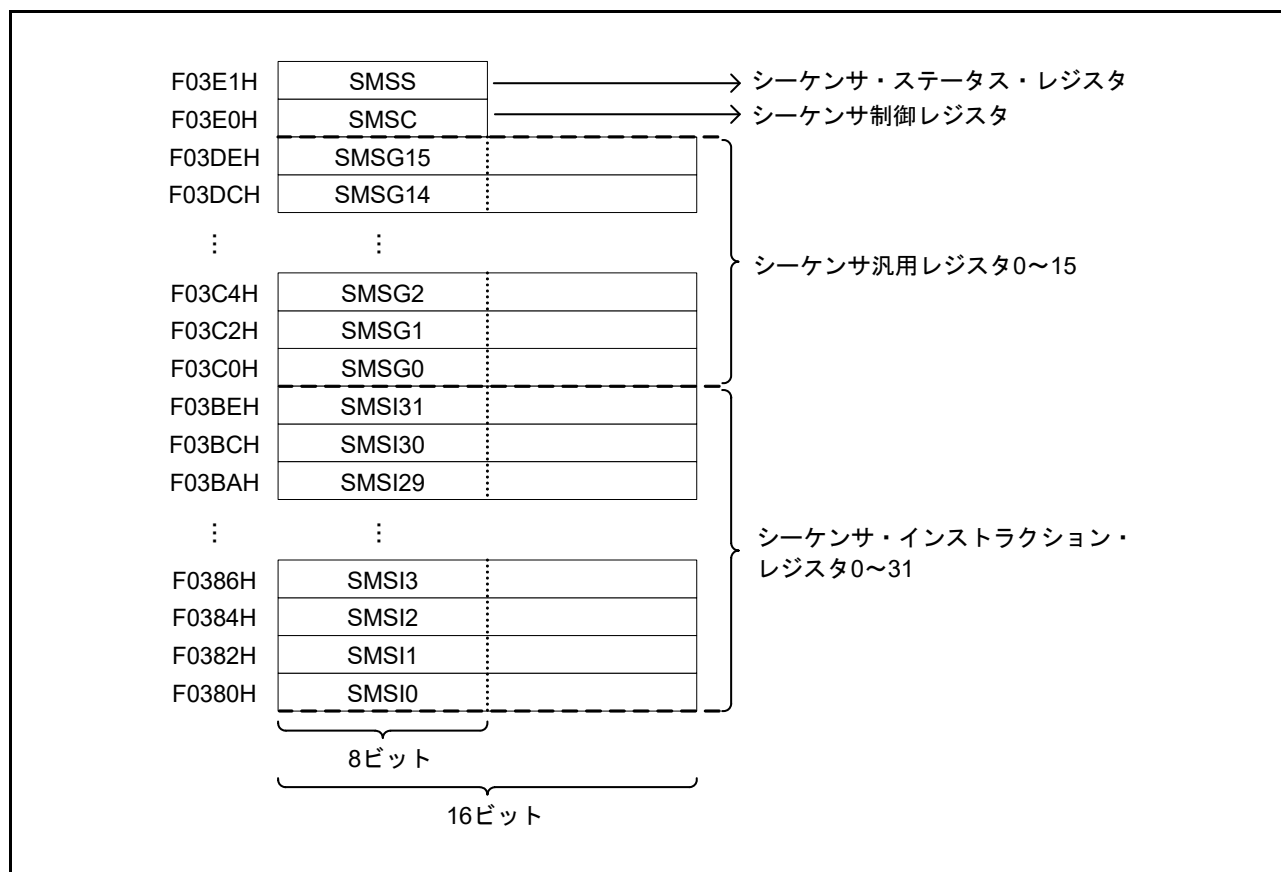 F03E1H SMSS シーケンサ・ステータス・レジスタ
F03E0H SMSC シーケンサ制御レジスタ
F03DEH SMSG15
F03DCH SMSG14
⋮ ⋮
シーケンサ汎用レジスタ0～15
F03C4H SMSG2
F03C2H SMSG1
F03C0H SMSG0
F03BEH SMSI31
F03BCH SMSI30
F03BAH SMSI29
⋮ ⋮
シーケンサ・インストラクション・
レジスタ0～31
F0386H SMSI3
F0384H SMSI2
F0382H SMSI1
F0380H SMSI0
8ビット
16ビット